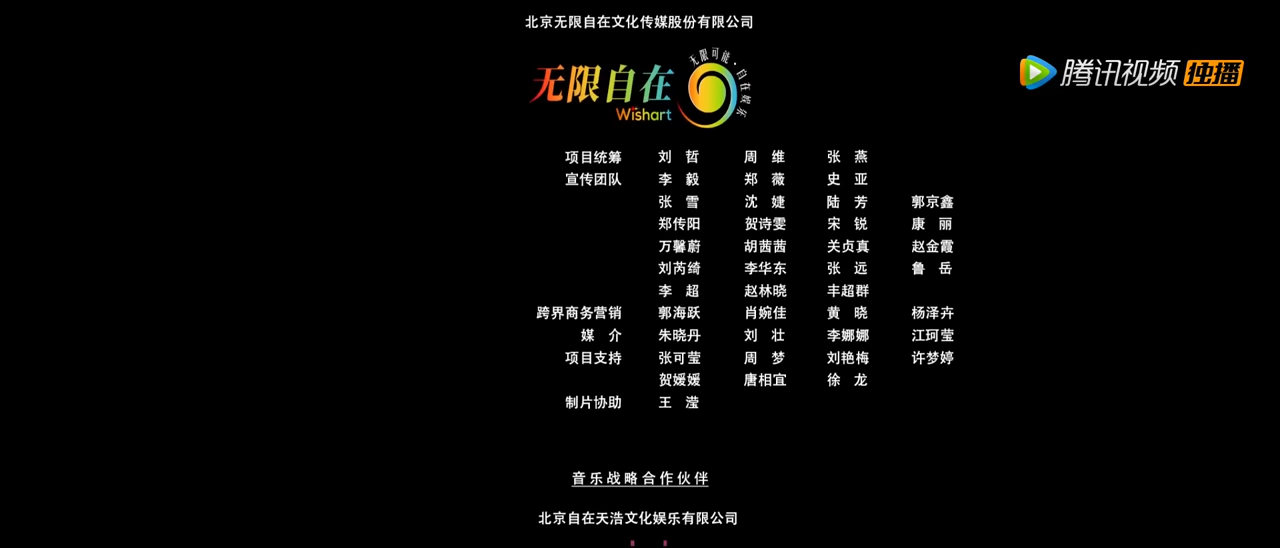 北京无限自在文化传媒股份有限公司
无限可能·自在娱乐
无限自在
Wishart
腾讯视频 独播
项目统筹 刘 哲 周 维 张 燕
宣传团队 李 毅 郑 薇 史 亚
张 雪 沈 婕 陆 芳 郭京鑫
郑传阳 贺诗雯 宋 锐 康 丽
万馨蔚 胡茜茜 关贞真 赵金霞
刘芮绮 李华东 张 远 鲁 岳
李 超 赵林晓 丰超群
跨界商务营销 郭海跃 肖婉佳 黄 晓 杨泽卉
媒 介 朱晓丹 刘 壮 李娜娜 江珂莹
项目支持 张可莹 周 梦 刘艳梅 许梦婷
贺媛媛 唐相宜 徐 龙
制片协助 王 滢
音乐战略合作伙伴
北京自在天浩文化娱乐有限公司